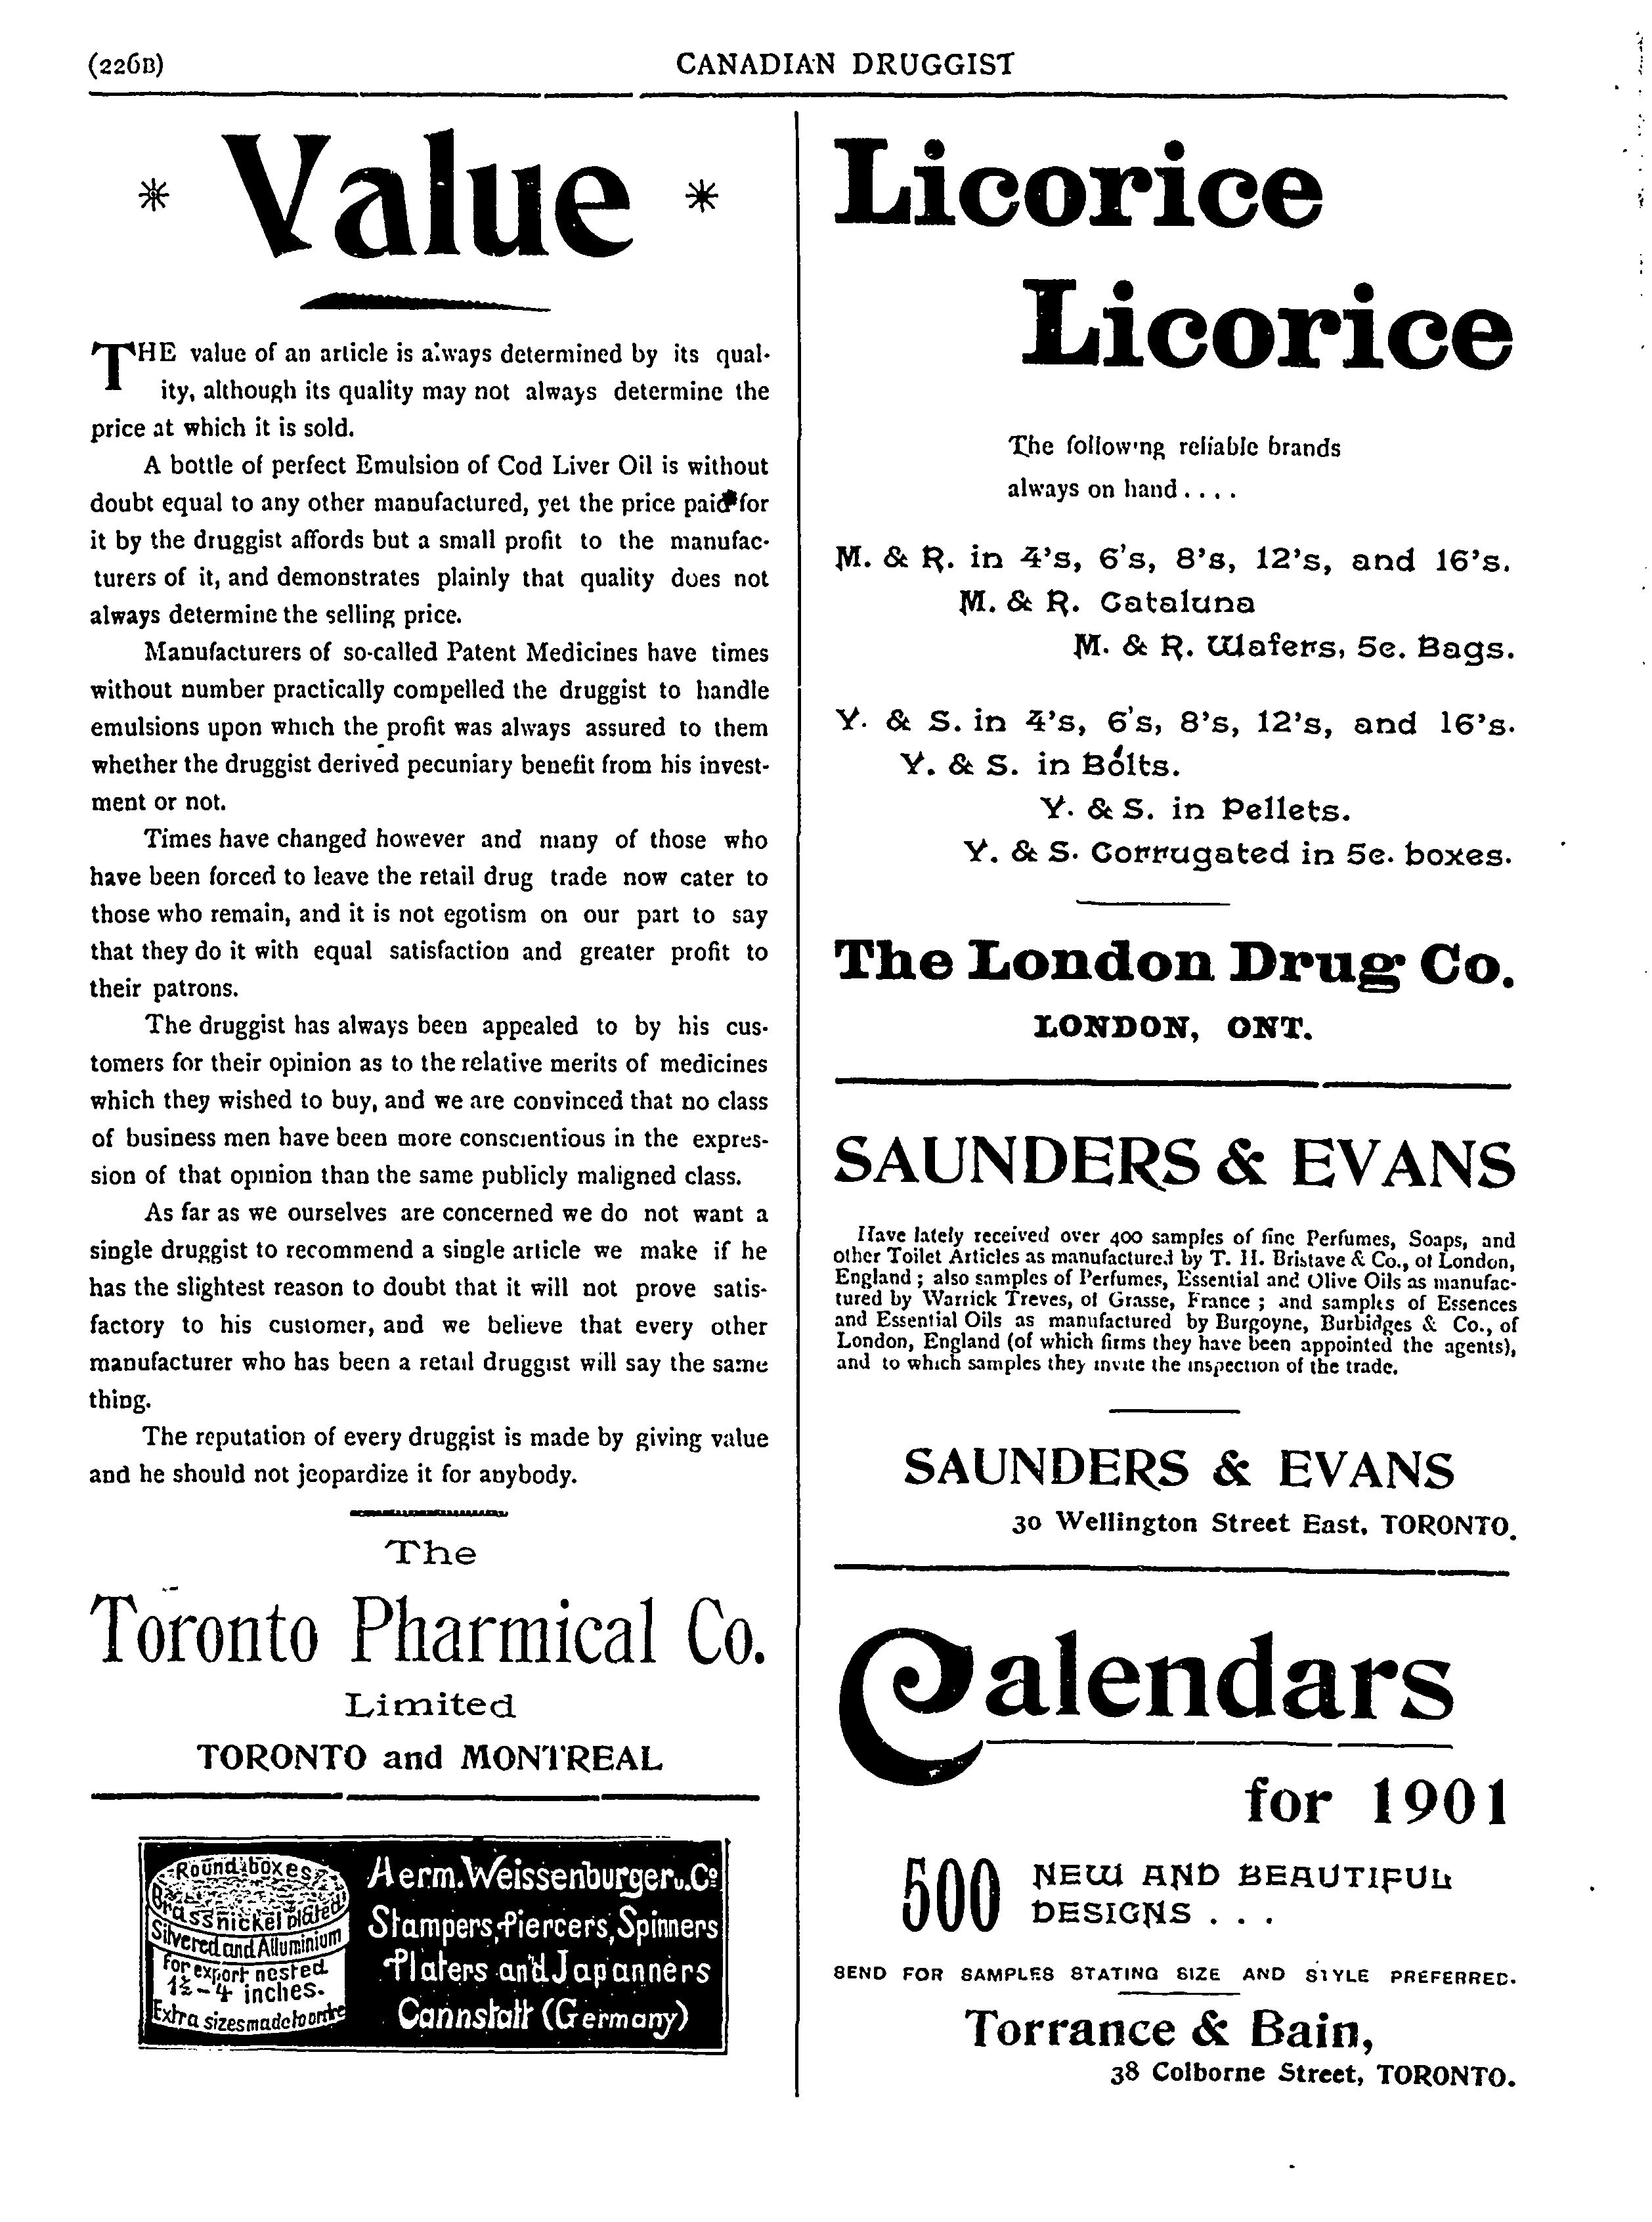 (226B)
CANADIAN DRUGGIST
* Value *
THE value of an article is always determined by its qual-
ity, although its quality may not always determine the
price at which it is sold.
A bottle of perfect Emulsion of Cod Liver Oil is without
doubt equal to any other manufactured, yet the price paid for
it by the druggist affords but a small profit to the manufac-
turers of it, and demonstrates plainly that quality does not
always determine the selling price.
Manufacturers of so-called Patent Medicines have times
without number practically compelled the druggist to handle
emulsions upon which the profit was always assured to them
whether the druggist derived pecuniary benefit from his invest-
ment or not.
Times have changed however and many of those who
have been forced to leave the retail drug trade now cater to
those who remain, and it is not egotism on our part to say
that they do it with equal satisfaction and greater profit to
their patrons.
The druggist has always been appealed to by his cus-
tomers for their opinion as to the relative merits of medicines
which they wished to buy, and we are convinced that no class
of business men have been more conscientious in the expres-
sion of that opinion than the same publicly maligned class.
As far as we ourselves are concerned we do not want a
single druggist to recommend a single article we make if he
has the slightest reason to doubt that it will not prove satis-
factory to his customer, and we believe that every other
manufacturer who has been a retail druggist will say the same
thing.
The reputation of every druggist is made by giving value
and he should not jeopardize it for anybody.
The
Toronto Pharmical Co.
Limited
TORONTO and MONTREAL
Round boxes
Brass nickel plated
Silvered and Alluminium
for export nested
1½-4 inches.
Extra sizes made to ordre
Herm. Weissenburger u. Co
Stampers, Piercers, Spinners
Platers and Japanners
Cannstatt (Germany)
Licorice
Licorice
The following reliable brands
always on hand....
M. & R. in 4's, 6's, 8's, 12's, and 16's.
M. & R. Cataluna
M. & R. Wafers, 5c. Bags.
Y. & S. in 4's, 6's, 8's, 12's, and 16's.
Y. & S. in Bolts.
Y. & S. in Pellets.
Y. & S. Corrugated in 5c. boxes.
The London Drug Co.
LONDON, ONT.
SAUNDERS & EVANS
Have lately received over 400 samples of fine Perfumes, Soaps, and
other Toilet Articles as manufactured by T. H. Bristave & Co., of London,
England; also samples of Perfumes, Essential and Olive Oils as manufac-
tured by Warrick Treves, of Grasse, France; and samples of Essences
and Essential Oils as manufactured by Burgoyne, Burbidges & Co., of
London, England (of which firms they have been appointed the agents),
and to which samples they invite the inspection of the trade.
SAUNDERS & EVANS
30 Wellington Street East, TORONTO.
Calendars
for 1901
500 NEW AND BEAUTIFUL
DESIGNS...
SEND FOR SAMPLES STATING SIZE AND STYLE PREFERRED.
Torrance & Bain,
38 Colborne Street, TORONTO.